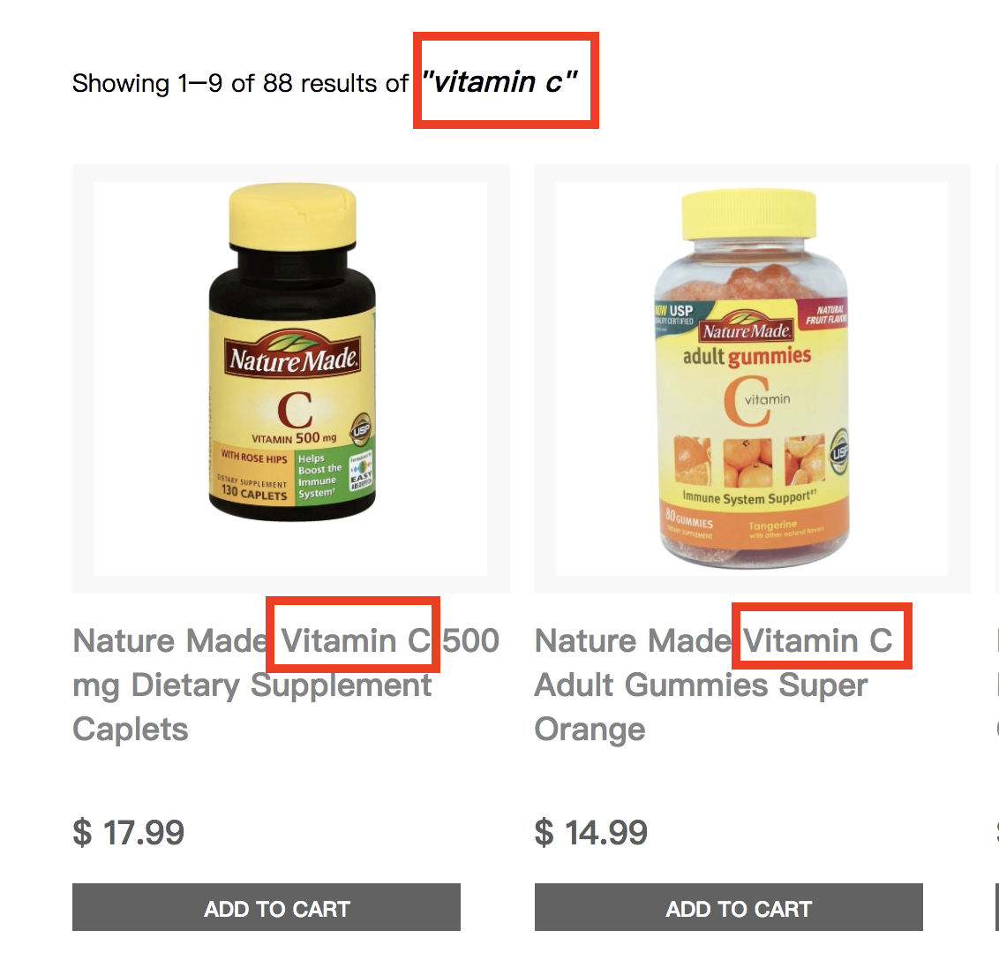 Showing 1–9 of 88 results of "vitamin c"
Nature Made
C
VITAMIN 500 mg
USP
WITH ROSE HIPS
DIETARY SUPPLEMENT
130 CAPLETS
Helps
Boost the
Immune
System†
EASY
NOW USP
NATURAL
FRUIT FLAVORS
Nature Made
adult gummies
C vitamin
USP
Immune System Support
80 GUMMIES
DIETARY SUPPLEMENT
Tangerine
with other natural flavors
Nature Made Vitamin C 500
mg Dietary Supplement
Caplets
$ 17.99
ADD TO CART
Nature Made Vitamin C
Adult Gummies Super
Orange
$ 14.99
ADD TO CART